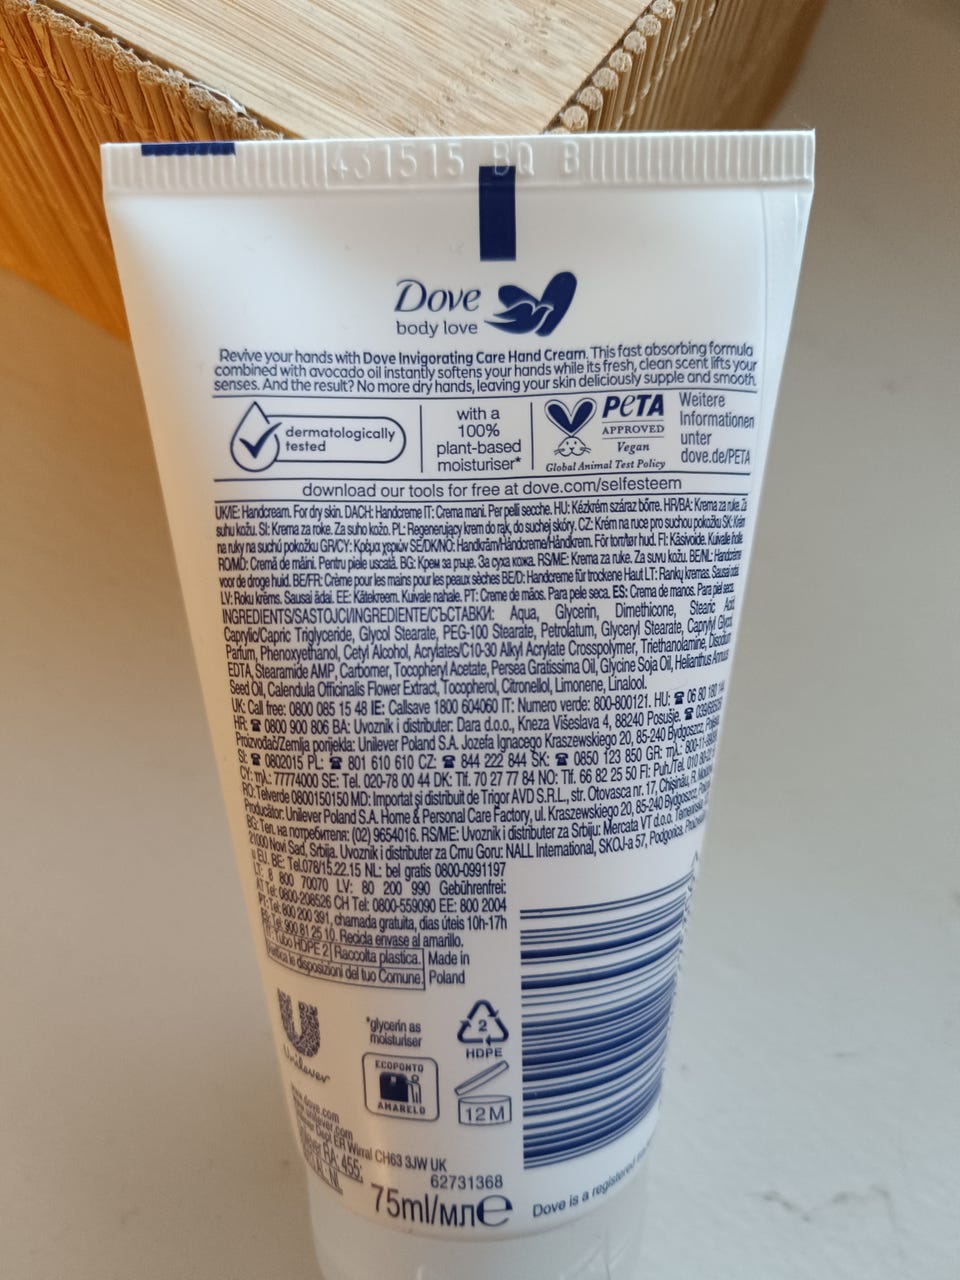 431515 BQ B
Dove
body love
Revive your hands with Dove Invigorating Care Hand Cream. This fast absorbing formula
combined with avocado oil instantly softens your hands while its fresh, clean scent lifts your
senses. And the result? No more dry hands, leaving your skin deliciously supple and smooth.
dermatologically
tested
with a
100%
plant-based
moisturiser*
PETA
APPROVED
Vegan
Global Animal Test Policy
Weitere
Informationen
unter
dove.de/PETA
download our tools for free at dove.com/selfesteem
UK/IE: Handcream. For dry skin. DACH: Handcreme IT: Crema mani. Per pelli secche. HU: Kézkrém száraz bőrre. HR/BA: Krema za ruke. Za
suhu kožu. SI: Krema za roke. Za suho kožo. PL: Regenerujący krem do rąk, do suchej skóry. CZ: Krém na ruce pro suchou pokožku SK: Krém
na ruky na suchú pokožku GR/CY: Κρέμα χεριών SE/DK/NO: Handkräm/Håndcreme/Håndkrem. För torr/tør hud. FI: Käsivoide. Kuivalle iholle.
RO/MD: Cremă de mâini. Pentru piele uscată. BG: Крем за ръце. За суха кожа. RS/ME: Krema za ruke. Za suvu kožu. BE/NL: Handcrème
voor de droge huid. BE/FR: Crème pour les mains pour les peaux sèches BE/D: Handcreme für trockene Haut LT: Rankų kremas. Sausai odai.
LV: Roku krēms. Sausai ādai. EE: Kätekreem. Kuivale nahale. PT: Creme de mãos. Para pele seca. ES: Crema de manos. Para piel seca.
INGREDIENTS/SASTOJCI/INGREDIENTE/СЪСТАВКИ: Aqua, Glycerin, Dimethicone, Stearic Acid,
Caprylic/Capric Triglyceride, Glycol Stearate, PEG-100 Stearate, Petrolatum, Glyceryl Stearate, Caprylyl Glycol,
Parfum, Phenoxyethanol, Cetyl Alcohol, Acrylates/C10-30 Alkyl Acrylate Crosspolymer, Triethanolamine, Disodium
EDTA, Stearamide AMP, Carbomer, Tocopheryl Acetate, Persea Gratissima Oil, Glycine Soja Oil, Helianthus Annuus
Seed Oil, Calendula Officinalis Flower Extract, Tocopherol, Citronellol, Limonene, Linalool.
UK: Call free: 0800 085 15 48 IE: Callsave 1800 604060 IT: Numero verde: 800-800121. HU: ☎ 06 80 180
HR: ☎ 0800 900 806 BA: Uvoznik i distributer: Dara d.o.o., Kneza Višeslava 4, 88240 Posušje. ☎
Proizvođač/Zemlja porijekla: Unilever Poland S.A. Jozefa Ignacego Kraszewskiego 20, 85-240 Bydgoszcz,
SI: ☎ 0802015 PL: ☎ 801 610 610 CZ: ☎ 844 222 844 SK: ☎ 0850 123 850 GR: τηλ.:
CY: τηλ.: 77774000 SE: Tel. 020-78 00 44 DK: Tlf. 70 27 77 84 NO: Tlf. 66 82 25 50 FI: Puh./Tel.
RO: Telverde 0800150150 MD: Importat și distribuit de Trigor AVD S.R.L., str. Otovasca nr. 17, Chișinău, R.
Producător: Unilever Poland S.A. Home & Personal Care Factory, ul. Kraszewskiego 20, 85-240 Bydgoszcz,
Тел. на потребителя: (02) 9654016. RS/ME: Uvoznik i distributer za Srbiju: Mercata VT d.o.o.
21000 Novi Sad, Srbija. Uvoznik i distributer za Crnu Goru: NALL International, SKOJ-a 57, Podgorica.
u EU. BE: Tel.078/15.22.15 NL: bel gratis 0800-0991197
LT: 8 800 70070 LV: 80 200 990 Gebührenfrei:
AT Tel: 0800-208526 CH Tel: 0800-559090 EE: 800 2004
PT: Tel: 800 200 391, chamada gratuita, días úteis 10h-17h
Tel: 900 81 25 10. Recicla envase al amarillo.
Tubo HDPE 2 Raccolta plastica. Made in
le disposizioni del tuo Comune. Poland
Unilever
*glycerin as
moisturiser
2
HDPE
ECOPONTO
AMARELO
12M
www.dove.com
unilever.com
Dept ER Wirral CH63 3JW UK
RA: 455;
62731368
75ml/мл e
Dove is a registered